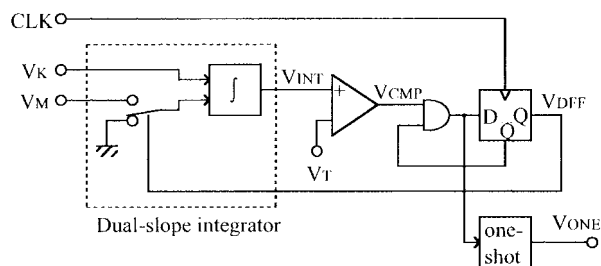 CLK
VK
VM
∫
VINT
+
VT
VCMP
D Q
Q
VDFF
Dual-slope integrator
one-
shot
VONE